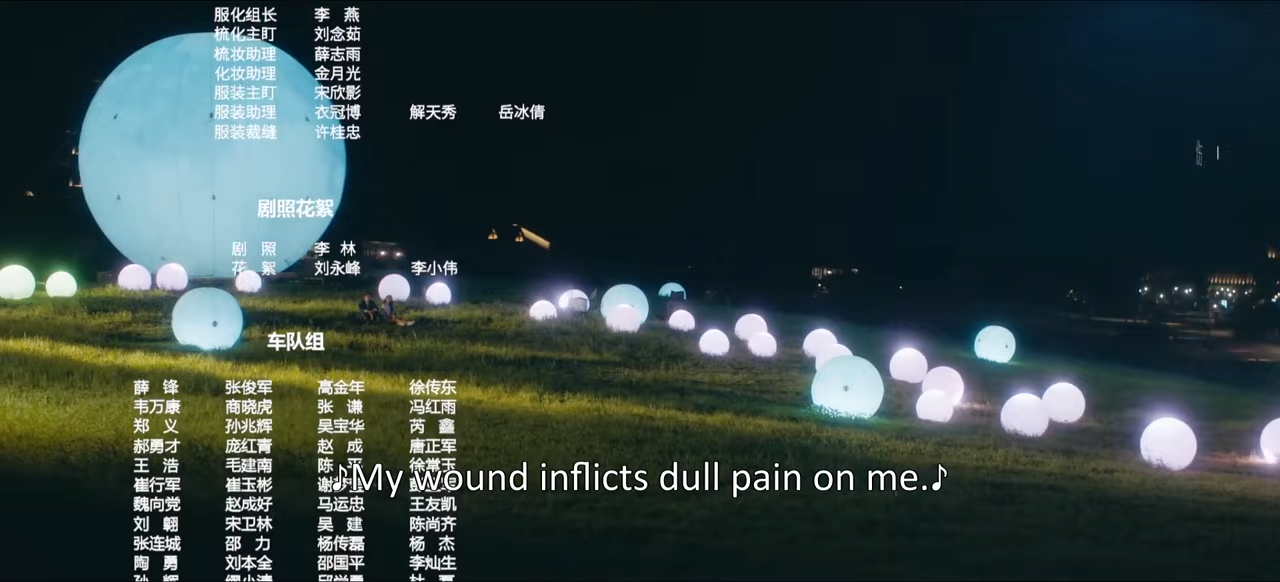 服化组长 李 燕
梳化主盯 刘念茹
梳妆助理 薛志雨
化妆助理 金月光
服装主盯 宋欣影
服装助理 衣冠博 解天秀 岳冰倩
服装裁缝 许桂忠
剧照花絮
剧 照 李 林
花 絮 刘永峰 李小伟
车队组
薛 锋 张俊军 高金年 徐传东
韦万康 商晓虎 张 谦 冯红雨
郑 义 孙兆辉 吴宝华 芮 鑫
郝勇才 庞红青 赵 成 唐正军
王 浩 毛建南 陈
崔行军 崔玉彬
♪My wound inflicts dull pain on me.♪
魏向党 赵成好 马运忠 王友凯
刘 翱 宋卫林 吴 建 陈尚齐
张连城 邵 力 杨传磊 杨 杰
陶 勇 刘本全 邵国平 李灿生